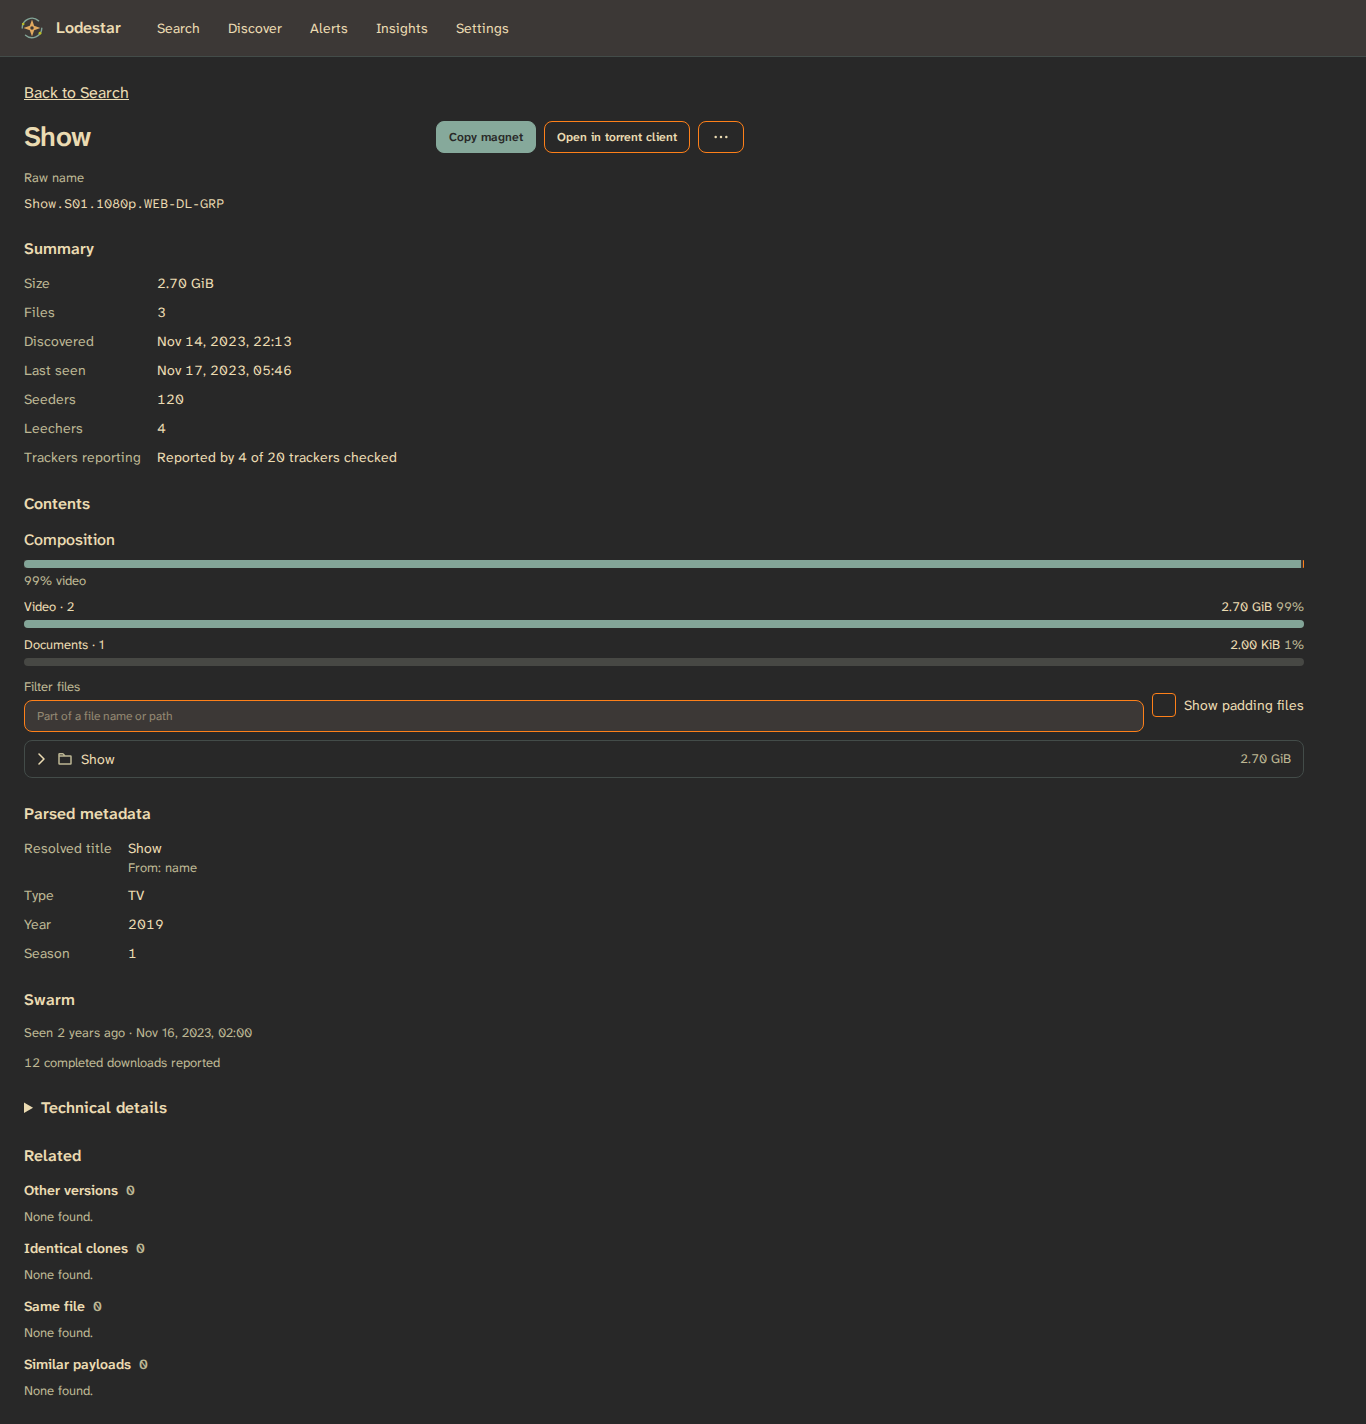 Lodestar Search Discover Alerts Insights Settings
Back to Search
Show Copy magnet Open in torrent client ···
Raw name
Show.S01.1080p.WEB-DL-GRP
Summary
Size 2.70 GiB
Files 3
Discovered Nov 14, 2023, 22:13
Last seen Nov 17, 2023, 05:46
Seeders 120
Leechers 4
Trackers reporting Reported by 4 of 20 trackers checked
Contents
Composition
99% video
Video · 2 2.70 GiB 99%
Documents · 1 2.00 KiB 1%
Filter files
Part of a file name or path Show padding files
Show 2.70 GiB
Parsed metadata
Resolved title Show
From: name
Type TV
Year 2019
Season 1
Swarm
Seen 2 years ago · Nov 16, 2023, 02:00
12 completed downloads reported
Technical details
Related
Other versions 0
None found.
Identical clones 0
None found.
Same file 0
None found.
Similar payloads 0
None found.